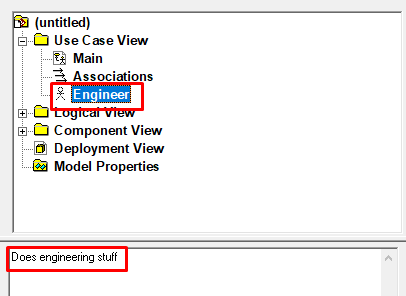 (untitled)
Use Case View
Main
Associations
Engineer
Logical View
Component View
Deployment View
Model Properties
Does engineering stuff